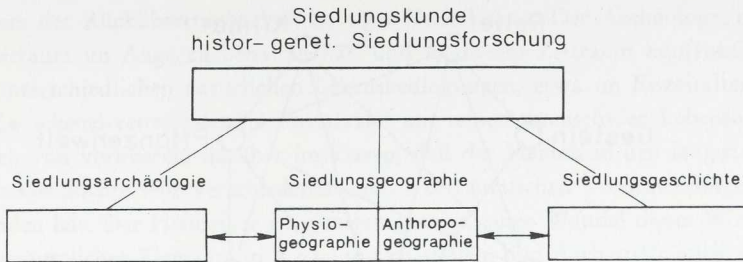 Siedlungskunde
histor-genet. Siedlungsforschung
Siedlungsarchäologie
Siedlungsgeographie
Siedlungsgeschichte
Physio-
geographie
Anthropo-
geographie